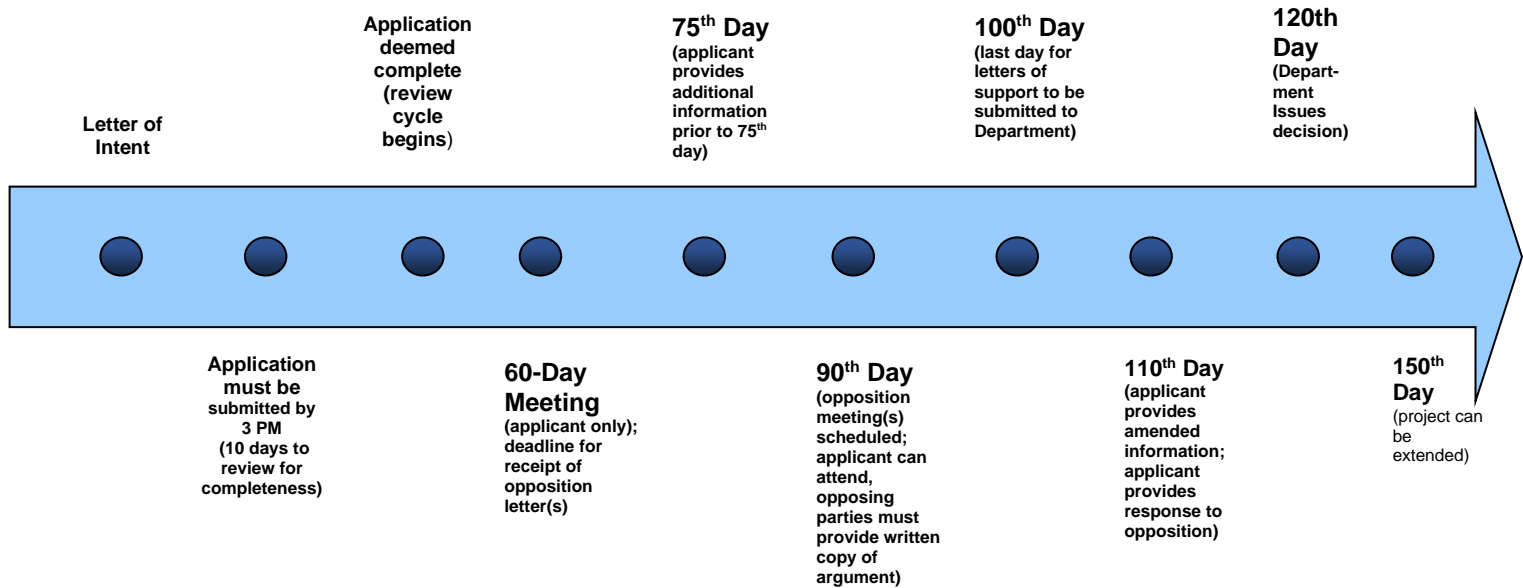 Letter of
Intent
Application
must be
submitted by
3 PM
(10 days to
review for
completeness)
Application
deemed
complete
(review
cycle
begins)
60-Day
Meeting
(applicant only);
deadline for
receipt of
opposition
letter(s)
75th Day
(applicant
provides
additional
information
prior to 75th
day)
90th Day
(opposition
meeting(s)
scheduled;
applicant can
attend,
opposing
parties must
provide written
copy of
argument)
100th Day
(last day for
letters of
support to be
submitted to
Department)
110th Day
(applicant
provides
amended
information;
applicant
provides
response to
opposition)
120th
Day
(Depart-
ment
Issues
decision)
150th
Day
(project can
be
extended)